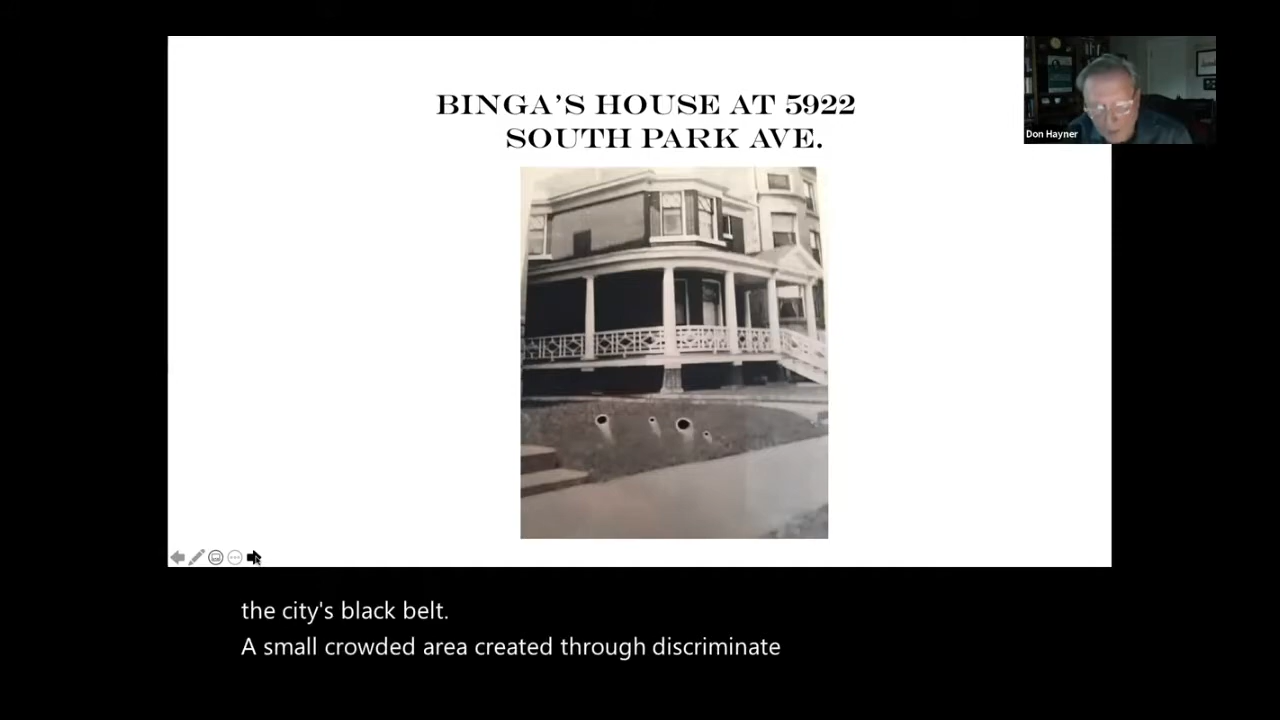 BINGA'S HOUSE AT 5922
SOUTH PARK AVE.
Don Hayner
the city's black belt.
A small crowded area created through discriminate